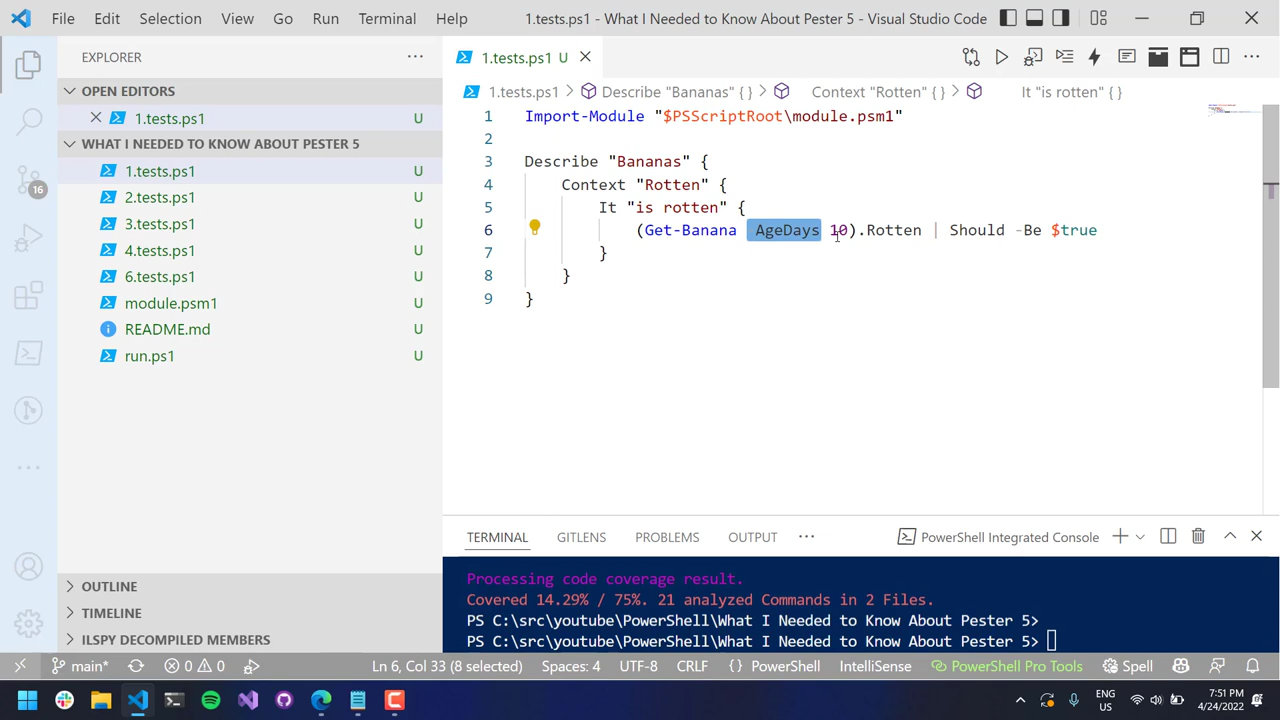 File Edit Selection View Go Run Terminal Help 1.tests.ps1 - What I Needed to Know About Pester 5 - Visual Studio Code
EXPLORER
OPEN EDITORS
1.tests.ps1 U
WHAT I NEEDED TO KNOW ABOUT PESTER 5
1.tests.ps1 U
2.tests.ps1 U
3.tests.ps1 U
4.tests.ps1 U
6.tests.ps1 U
module.psm1 U
README.md U
run.ps1 U
OUTLINE
TIMELINE
ILSPY DECOMPILED MEMBERS
16
1.tests.ps1 U
1.tests.ps1 > Describe "Bananas" { } > Context "Rotten" { } > It "is rotten" { }
1 Import-Module "$PSScriptRoot\module.psm1"
2
3 Describe "Bananas" {
4 Context "Rotten" {
5 It "is rotten" {
6 (Get-Banana AgeDays 10).Rotten | Should -Be $true
7 }
8 }
9 }
TERMINAL GITLENS PROBLEMS OUTPUT PowerShell Integrated Console
Processing code coverage result.
Covered 14.29% / 75%. 21 analyzed Commands in 2 Files.
PS C:\src\youtube\PowerShell\What I Needed to Know About Pester 5>
PS C:\src\youtube\PowerShell\What I Needed to Know About Pester 5>
main* 0 0 Ln 6, Col 33 (8 selected) Spaces: 4 UTF-8 CRLF { } PowerShell IntelliSense PowerShell Pro Tools Spell
ENG 7:51 PM
US 4/24/2022